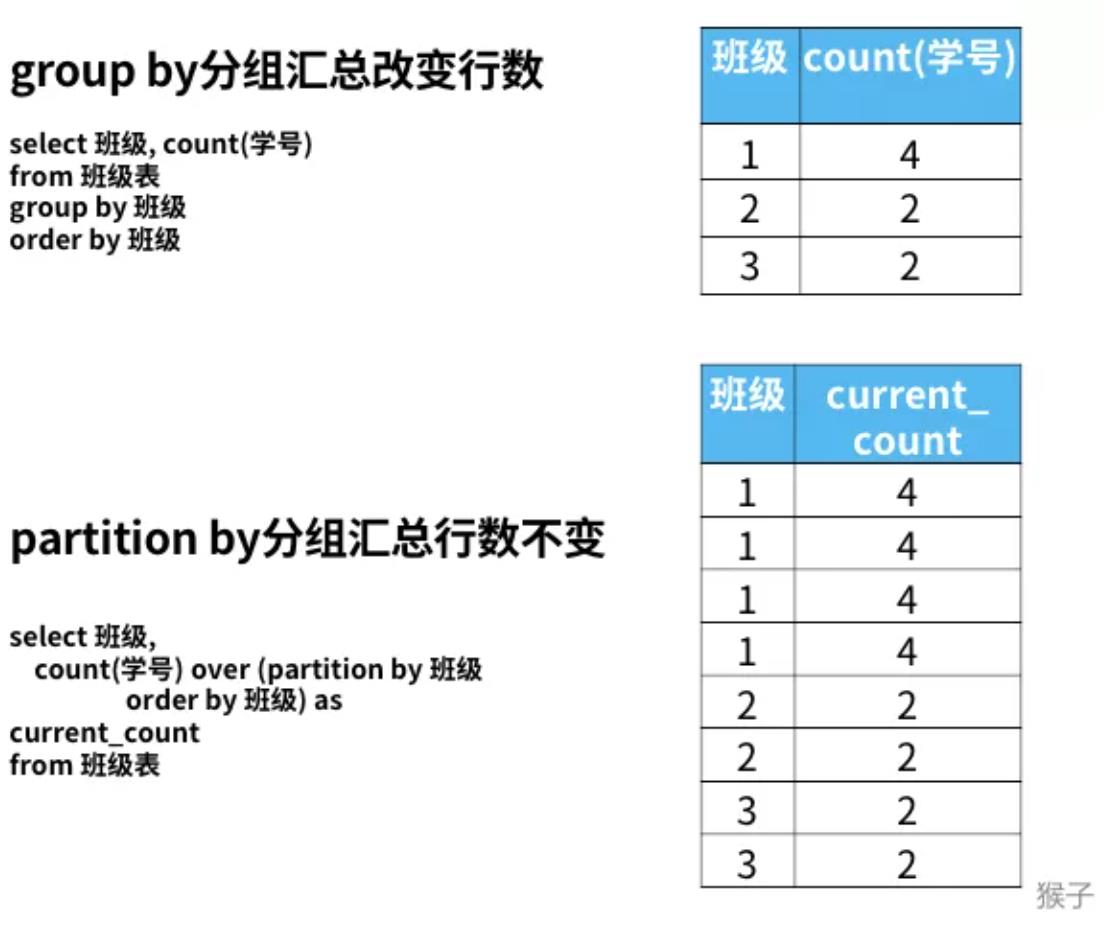 group by分组汇总改变行数
select 班级, count(学号)
from 班级表
group by 班级
order by 班级
班级 count(学号)
1 4
2 2
3 2
partition by分组汇总行数不变
select 班级,
count(学号) over (partition by 班级
order by 班级) as
current_count
from 班级表
班级 current_
count
1 4
1 4
1 4
1 4
2 2
2 2
3 2
3 2
猴子